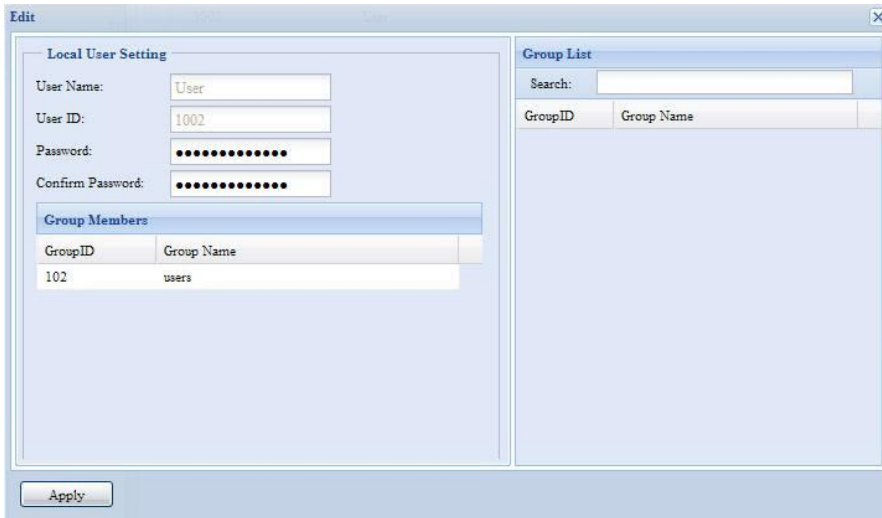 Edit
Local User Setting
User Name: User
User ID: 1002
Password: •••••••••••••
Confirm Password: •••••••••••••
Group Members
GroupID Group Name
102 users
Group List
Search:
GroupID Group Name
Apply